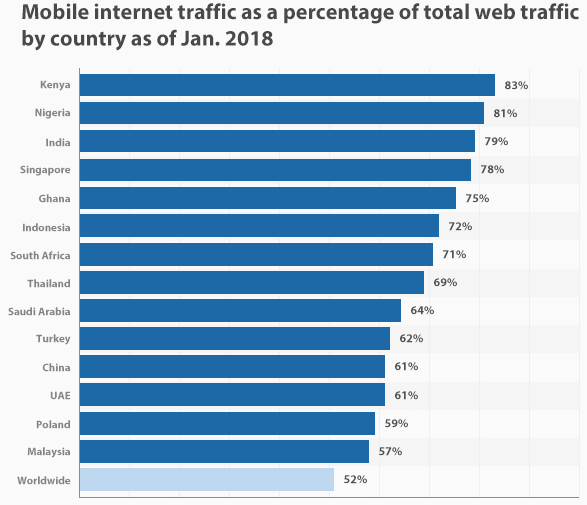 Mobile internet traffic as a percentage of total web traffic
by country as of Jan. 2018
Kenya 83%
Nigeria 81%
India 79%
Singapore 78%
Ghana 75%
Indonesia 72%
South Africa 71%
Thailand 69%
Saudi Arabia 64%
Turkey 62%
China 61%
UAE 61%
Poland 59%
Malaysia 57%
Worldwide 52%